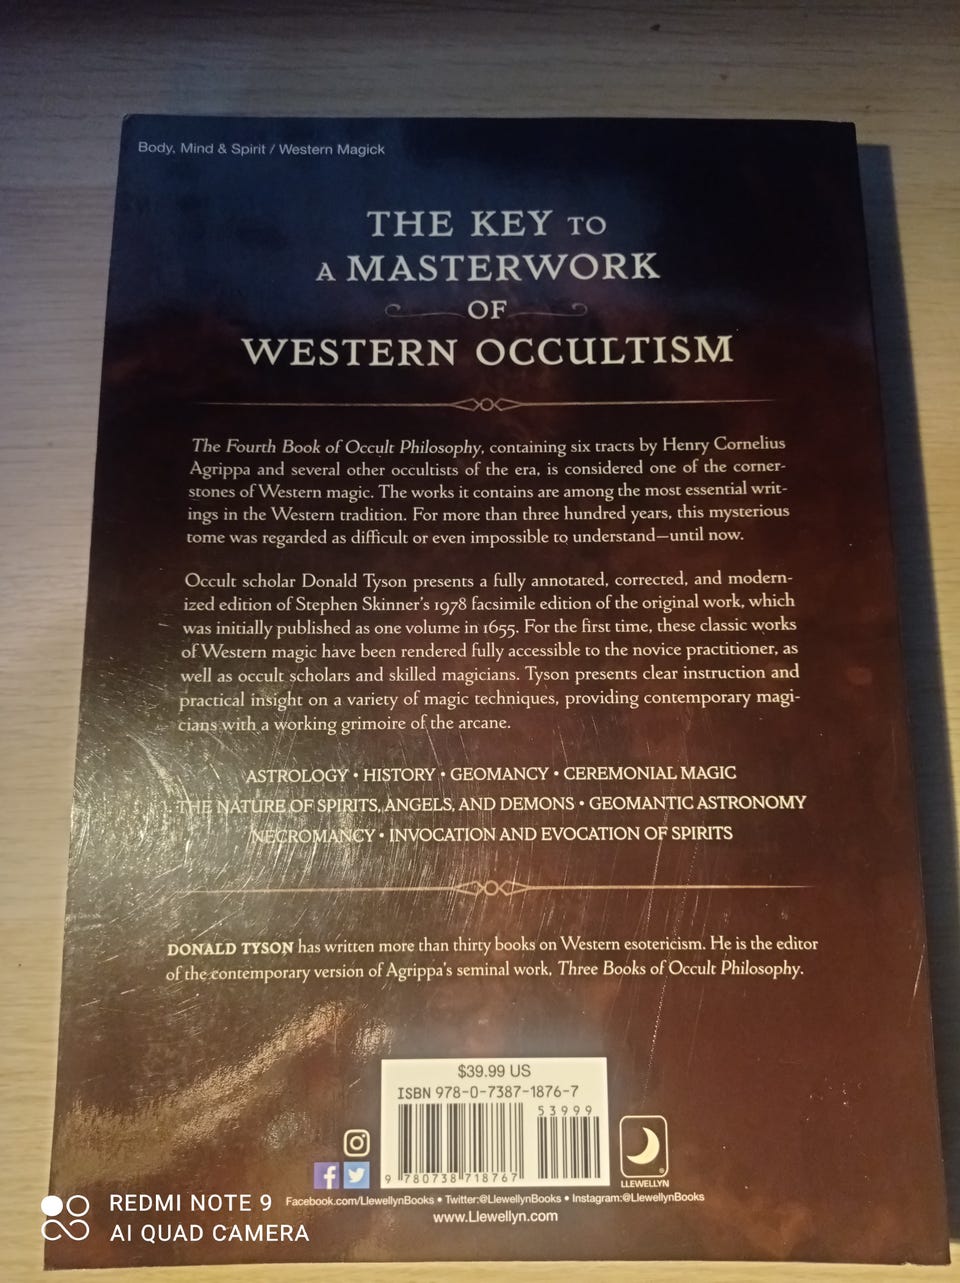 Body, Mind & Spirit / Western Magick
THE KEY TO
A MASTERWORK
OF
WESTERN OCCULTISM
The Fourth Book of Occult Philosophy, containing six tracts by Henry Cornelius
Agrippa and several other occultists of the era, is considered one of the corner-
stones of Western magic. The works it contains are among the most essential writ-
ings in the Western tradition. For more than three hundred years, this mysterious
tome was regarded as difficult or even impossible to understand—until now.
Occult scholar Donald Tyson presents a fully annotated, corrected, and modern-
ized edition of Stephen Skinner's 1978 facsimile edition of the original work, which
was initially published as one volume in 1655. For the first time, these classic works
of Western magic have been rendered fully accessible to the novice practitioner, as
well as occult scholars and skilled magicians. Tyson presents clear instruction and
practical insight on a variety of magic techniques, providing contemporary magi-
cians with a working grimoire of the arcane.
ASTROLOGY • HISTORY • GEOMANCY • CEREMONIAL MAGIC
THE NATURE OF SPIRITS, ANGELS, AND DEMONS • GEOMANTIC ASTRONOMY
NECROMANCY • INVOCATION AND EVOCATION OF SPIRITS
DONALD TYSON has written more than thirty books on Western esotericism. He is the editor
of the contemporary version of Agrippa's seminal work, Three Books of Occult Philosophy.
$39.99 US
ISBN 978-0-7387-1876-7
53999
9 780738 718767
LLEWELLYN
Facebook.com/LlewellynBooks • Twitter:@LlewellynBooks • Instagram:@LlewellynBooks
www.Llewellyn.com
REDMI NOTE 9
AI QUAD CAMERA